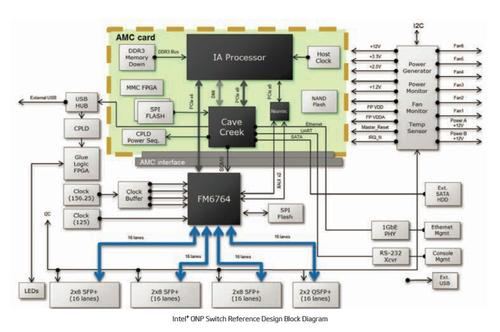 I2C
AMC card
DDR3
Memory
Down
DDR3 Bus
IA Processor
Host
Clock
MMC FPGA
SPI
FLASH
PCIe x4
DMI
PCIe x4
PCIe x4
NAND
Flash
CPLD
Power Seq.
Cave
Creek
Ethernet
UART
SATA
AMC interface
External USB
USB
HUB
CPLD
Glue
Logic
FPGA
Clock
(156.25)
Clock
(125)
Clock
Buffer
FM6764
SPI
Flash
+12V
+3.3V
+2.0V
+1.2V
FP VDD
FP VDDA
Master_Reset
IRQ_N
Power
Generator
Power
Monitor
Fan
Monitor
Temp
Sensor
Fan6
Fan5
Fan4
Fan3
Fan2
Fan1
Power A
+12V
Power B
+12V
Ext.
SATA
HDD
1GbE
PHY
Ethernet
Mgmt
RS-232
Xcvr
Console
Mgmt
Ext.
USB
I2C
16 lanes
16 lanes
16 lanes
16 lanes
LEDs
2x8 SFP+
(16 lanes)
2x8 SFP+
(16 lanes)
2x8 SFP+
(16 lanes)
2x2 QSFP+
(16 lanes)
Intel® ONP Switch Reference Design Block Diagram